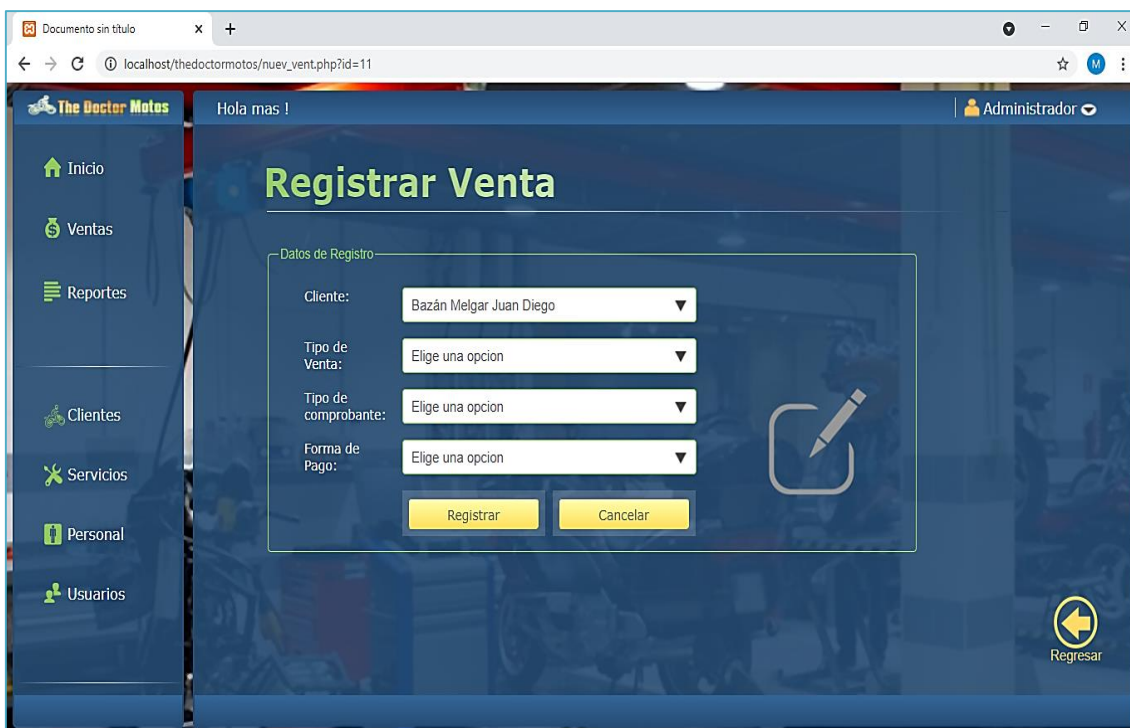 Documento sin título
localhost/thedoctormotos/nuev_vent.php?id=11
M
The Doctor Motos
Hola mas !
Administrador
Inicio
Ventas
Reportes
Clientes
Servicios
Personal
Usuarios
Registrar Venta
Datos de Registro
Cliente:
Bazán Melgar Juan Diego
Tipo de
Venta:
Elige una opcion
Tipo de
comprobante:
Elige una opcion
Forma de
Pago:
Elige una opcion
Registrar
Cancelar
Regresar